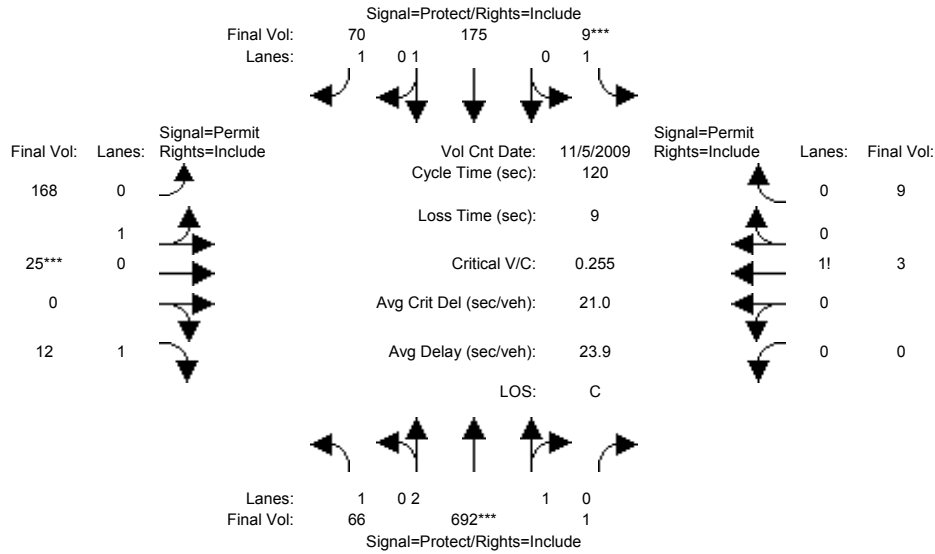 Signal=Protect/Rights=Include
Final Vol: 70 175 9***
Lanes: 1 0 1 0 1
Signal=Permit Signal=Permit
Final Vol: Lanes: Rights=Include Vol Cnt Date: 11/5/2009 Rights=Include Lanes: Final Vol:
Cycle Time (sec): 120
168 0 0 9
Loss Time (sec): 9
1 0
25*** 0 Critical V/C: 0.255 1! 3
0 Avg Crit Del (sec/veh): 21.0 0
12 1 Avg Delay (sec/veh): 23.9 0 0
LOS: C
Lanes: 1 0 2 1 0
Final Vol: 66 692*** 1
Signal=Protect/Rights=Include